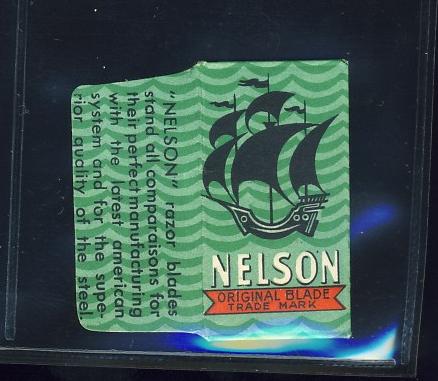 "NELSON" razor blades
stand all comparaisons for
their perfect manufacturing
with the latest american
system and for the supe-
rior quality of the steel.
NELSON
ORIGINAL BLADE
TRADE MARK